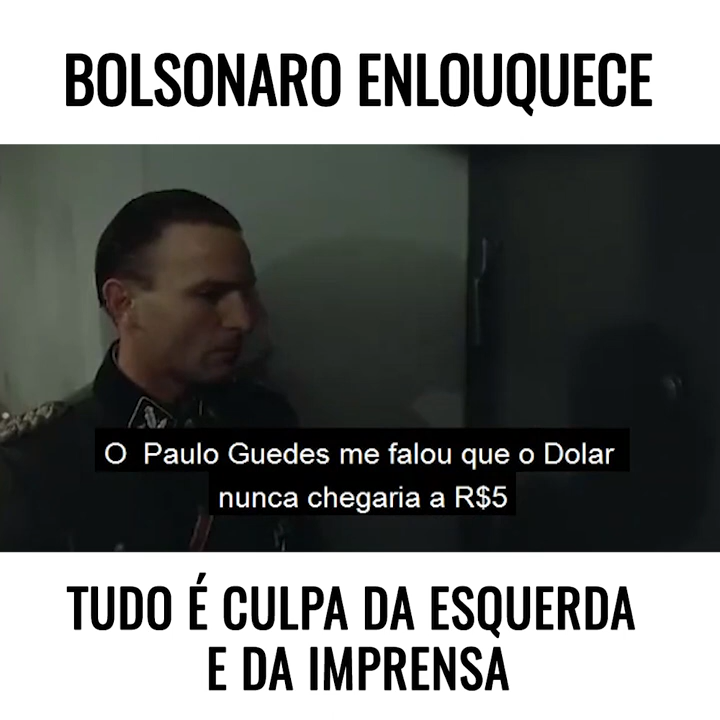 BOLSONARO ENLOUQUECE
O Paulo Guedes me falou que o Dolar
nunca chegaria a R$5
TUDO É CULPA DA ESQUERDA
E DA IMPRENSA